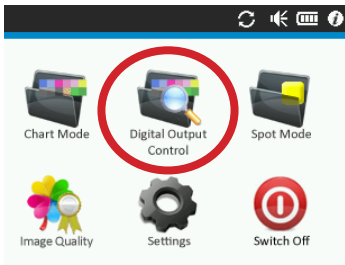 Chart Mode
Digital Output
Control
Spot Mode
Image Quality
Settings
Switch Off